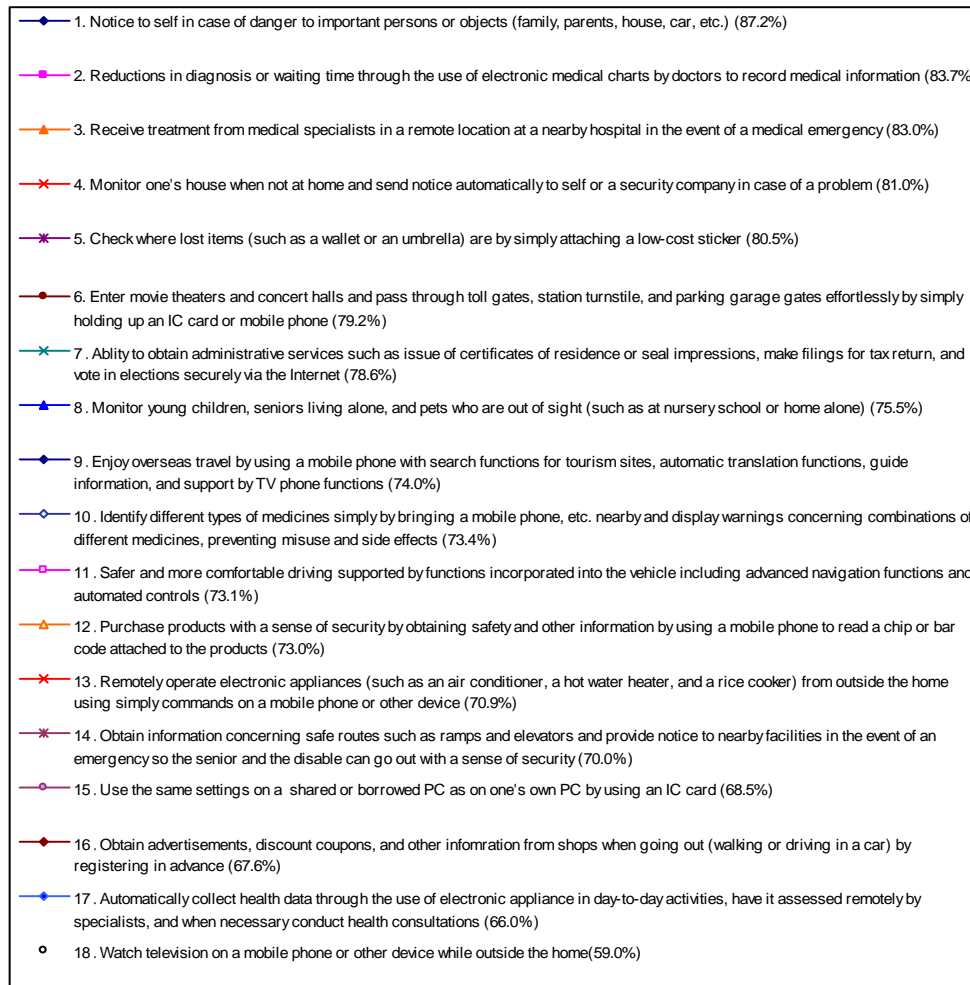 1. Notice to self in case of danger to important persons or objects (family, parents, house, car, etc.) (87.2%)
2. Reductions in diagnosis or waiting time through the use of electronic medical charts by doctors to record medical information (83.7%
3. Receive treatment from medical specialists in a remote location at a nearby hospital in the event of a medical emergency (83.0%)
4. Monitor one's house when not at home and send notice automatically to self or a security company in case of a problem (81.0%)
5. Check where lost items (such as a wallet or an umbrella) are by simply attaching a low-cost sticker (80.5%)
6. Enter movie theaters and concert halls and pass through toll gates, station turnstile, and parking garage gates effortlessly by simply
holding up an IC card or mobile phone (79.2%)
7. Ablity to obtain administrative services such as issue of certificates of residence or seal impressions, make filings for tax return, and
vote in elections securely via the Internet (78.6%)
8. Monitor young children, seniors living alone, and pets who are out of sight (such as at nursery school or home alone) (75.5%)
9. Enjoy overseas travel by using a mobile phone with search functions for tourism sites, automatic translation functions, guide
information, and support by TV phone functions (74.0%)
10. Identify different types of medicines simply by bringing a mobile phone, etc. nearby and display warnings concerning combinations of
different medicines, preventing misuse and side effects (73.4%)
11. Safer and more comfortable driving supported by functions incorporated into the vehicle including advanced navigation functions and
automated controls (73.1%)
12. Purchase products with a sense of security by obtaining safety and other information by using a mobile phone to read a chip or bar
code attached to the products (73.0%)
13. Remotely operate electronic appliances (such as an air conditioner, a hot water heater, and a rice cooker) from outside the home
using simply commands on a mobile phone or other device (70.9%)
14. Obtain information concerning safe routes such as ramps and elevators and provide notice to nearby facilities in the event of an
emergency so the senior and the disable can go out with a sense of security (70.0%)
15. Use the same settings on a shared or borrowed PC as on one's own PC by using an IC card (68.5%)
16. Obtain advertisements, discount coupons, and other infomration from shops when going out (walking or driving in a car) by
registering in advance (67.6%)
17. Automatically collect health data through the use of electronic appliance in day-to-day activities, have it assessed remotely by
specialists, and when necessary conduct health consultations (66.0%)
18. Watch television on a mobile phone or other device while outside the home(59.0%)